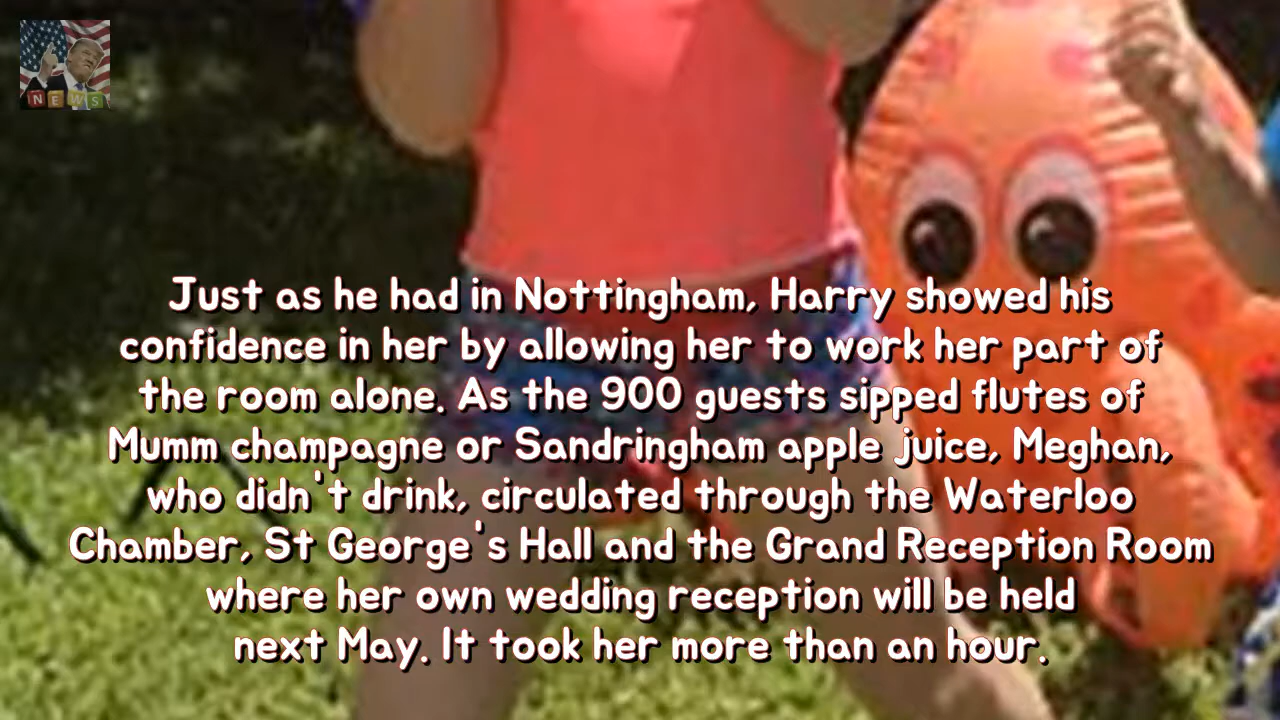 NEWS
Just as he had in Nottingham, Harry showed his
confidence in her by allowing her to work her part of
the room alone. As the 900 guests sipped flutes of
Mumm champagne or Sandringham apple juice, Meghan,
who didn't drink, circulated through the Waterloo
Chamber, St George's Hall and the Grand Reception Room
where her own wedding reception will be held
next May. It took her more than an hour.